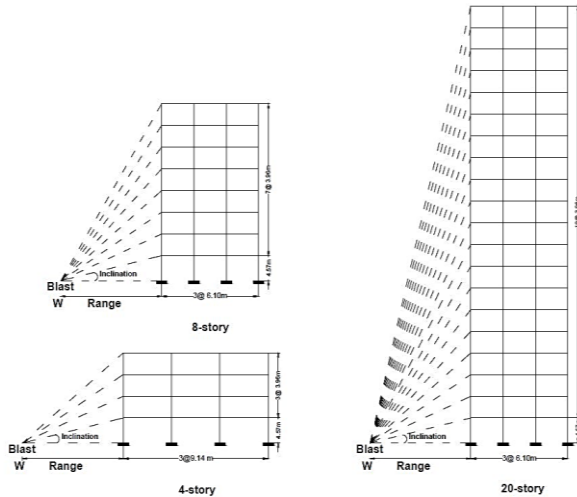 7@ 3.96m
4.57m
Inclination
Blast
W Range
3@ 6.10m
8-story
3@ 3.96m
4.57m
Inclination
Blast
W Range
3@9.14 m
4-story
Blast
W Range
3@ 6.10m
20-story